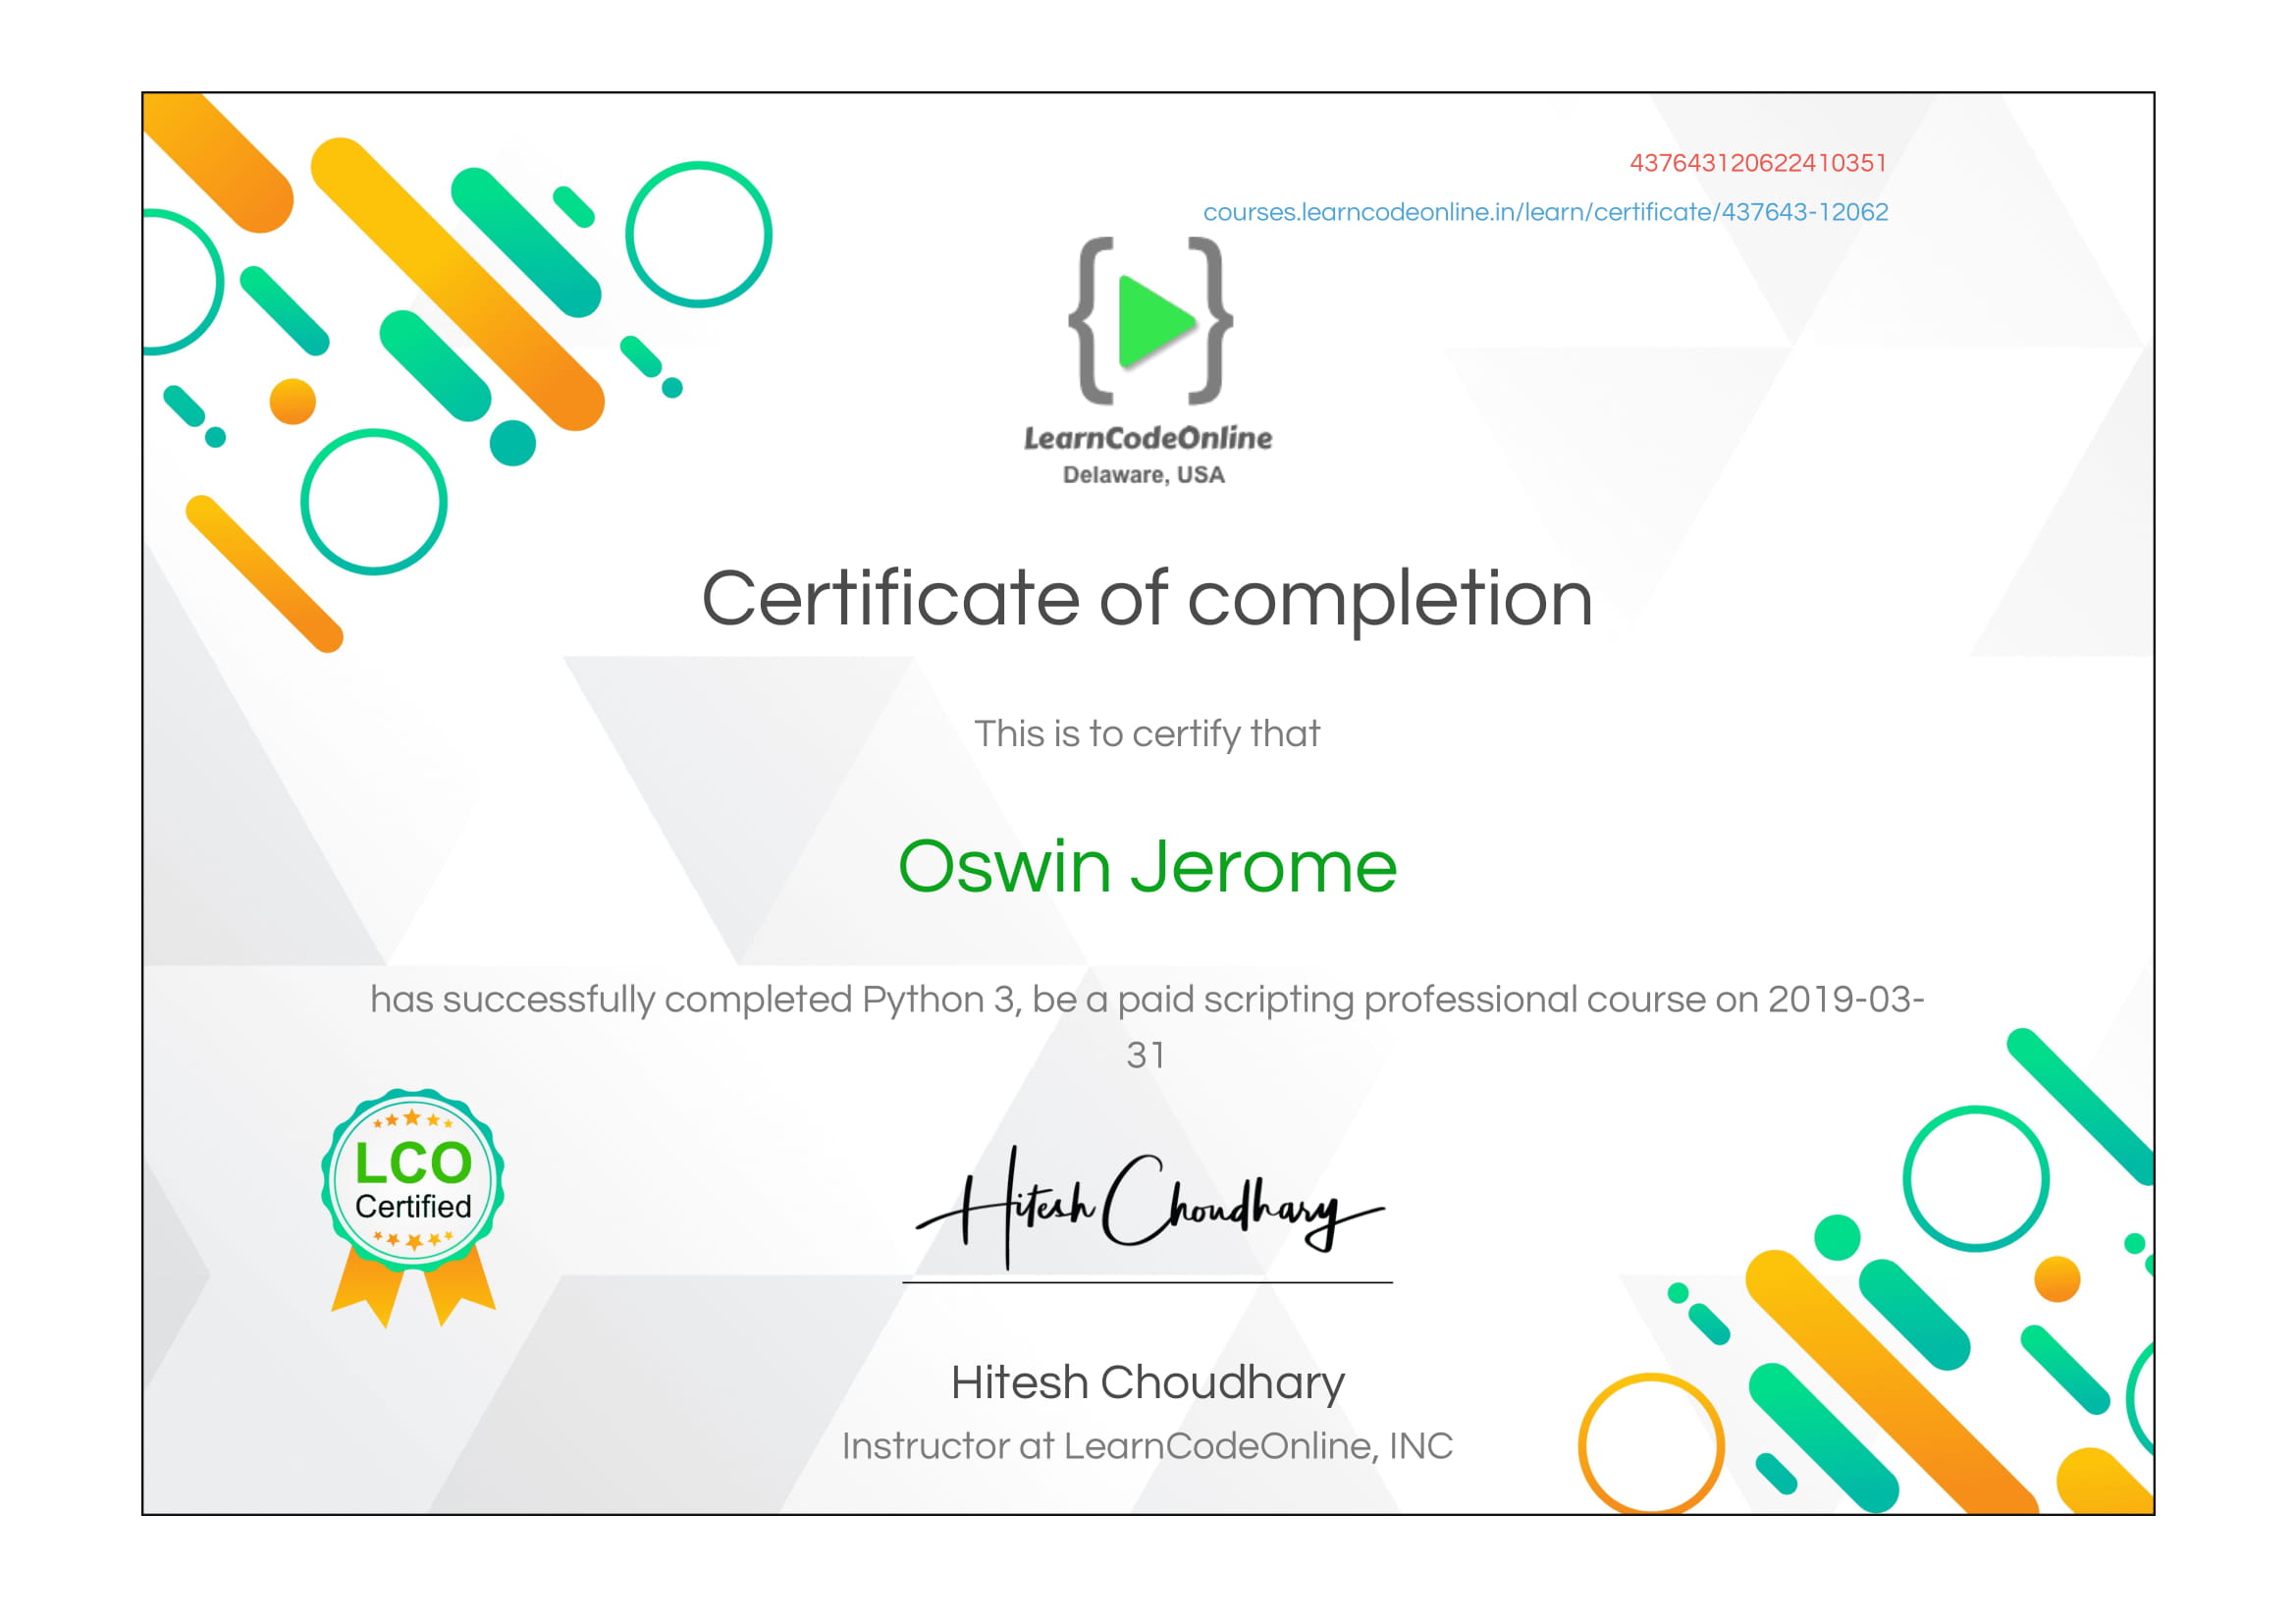 437643120622410351
courses.learncodeonline.in/learn/certificate/437643-12062
LearnCodeOnline
Delaware, USA
Certificate of completion
This is to certify that
Oswin Jerome
has successfully completed Python 3, be a paid scripting professional course on 2019-03-
31
LCO
Certified
Hitesh Choudhary
Hitesh Choudhary
Instructor at LearnCodeOnline, INC